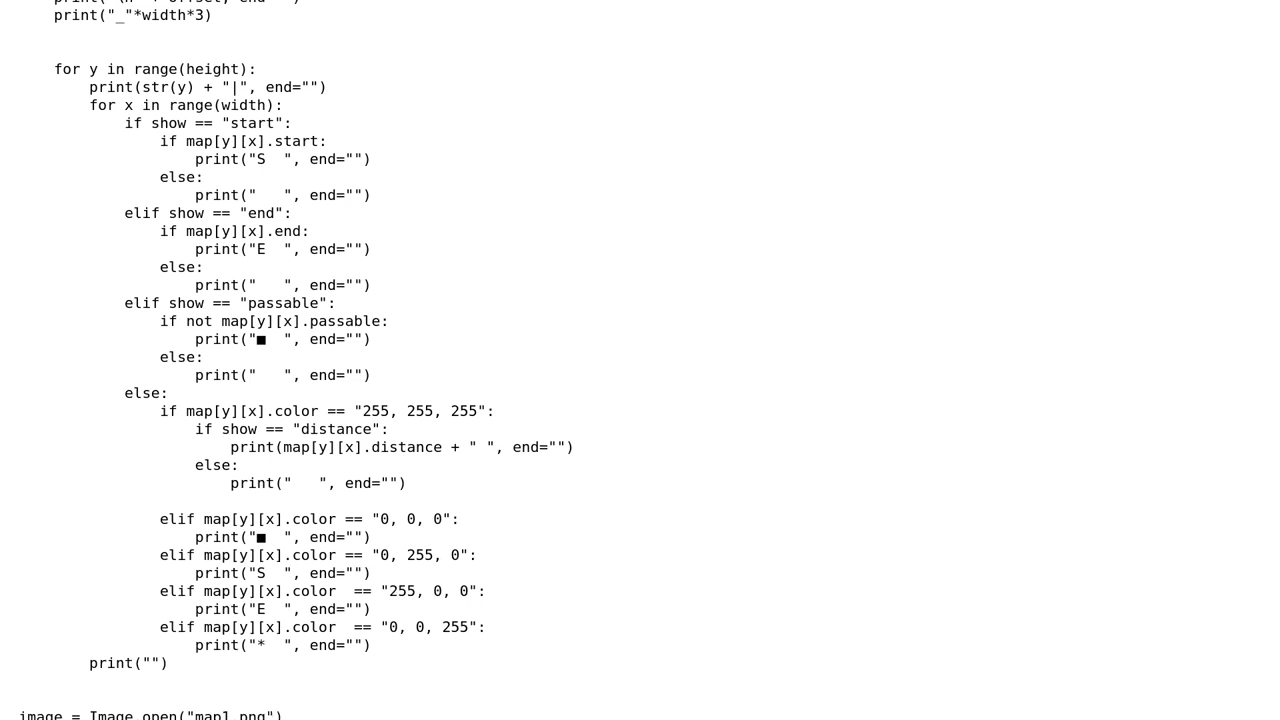 print("_"*width*3)


    for y in range(height):
        print(str(y) + "|", end="")
        for x in range(width):
            if show == "start":
                if map[y][x].start:
                    print("S  ", end="")
                else:
                    print("   ", end="")
            elif show == "end":
                if map[y][x].end:
                    print("E  ", end="")
                else:
                    print("   ", end="")
            elif show == "passable":
                if not map[y][x].passable:
                    print("■  ", end="")
                else:
                    print("   ", end="")
            else:
                if map[y][x].color == "255, 255, 255":
                    if show == "distance":
                        print(map[y][x].distance + " ", end="")
                    else:
                        print("   ", end="")

                elif map[y][x].color == "0, 0, 0":
                    print("■  ", end="")
                elif map[y][x].color == "0, 255, 0":
                    print("S  ", end="")
                elif map[y][x].color  == "255, 0, 0":
                    print("E  ", end="")
                elif map[y][x].color  == "0, 0, 255":
                    print("*  ", end="")
        print("")


image = Image.open("map1.png")